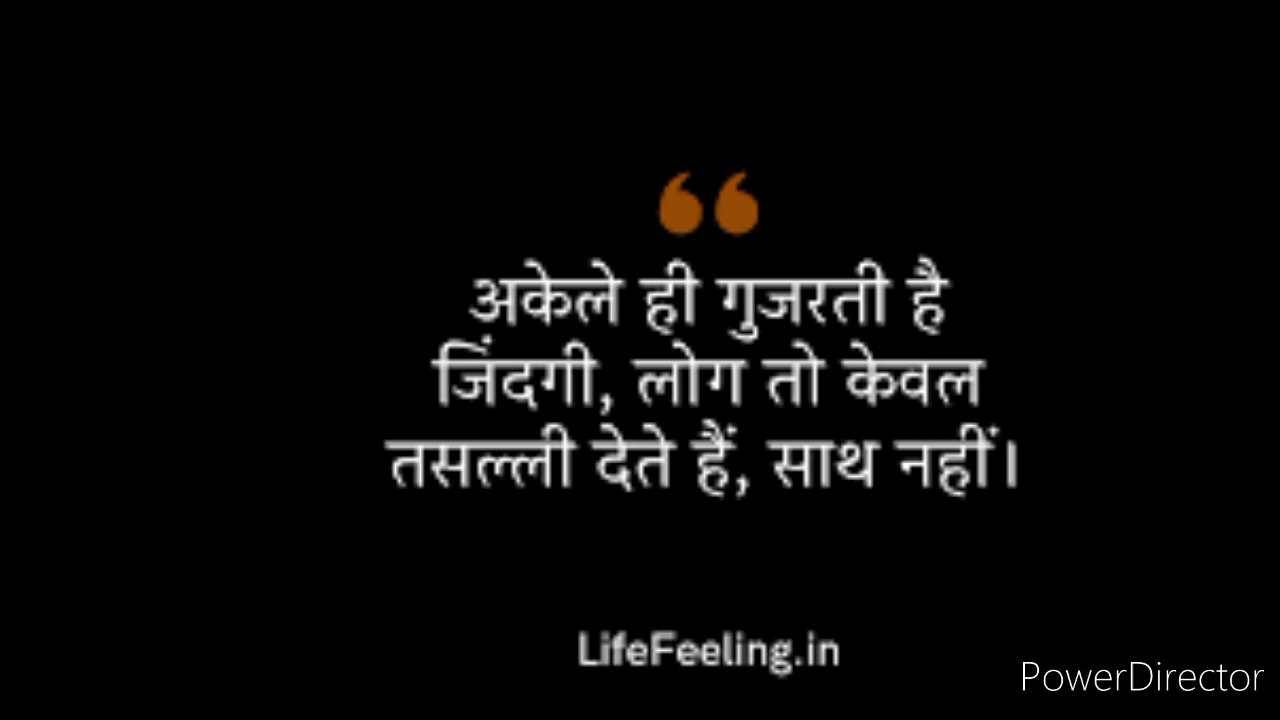 ❝
अकेले ही गुजरती है
जिंदगी, लोग तो केवल
तसल्ली देते हैं, साथ नहीं।
LifeFeeling.in
PowerDirector